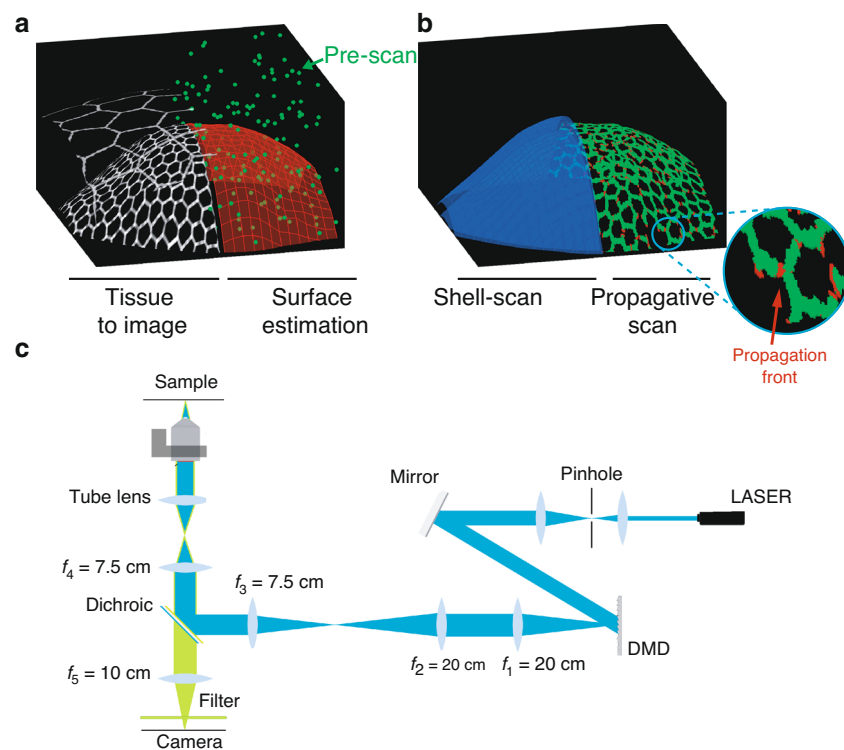 a
Pre-scan
Tissue
to image
Surface
estimation
b
Shell-scan
Propagative
scan
Propagation
front
c
Sample
Tube lens
f4 = 7.5 cm
Dichroic
f3 = 7.5 cm
f5 = 10 cm
Filter
Camera
Mirror
Pinhole
LASER
f2 = 20 cm
f1 = 20 cm
DMD